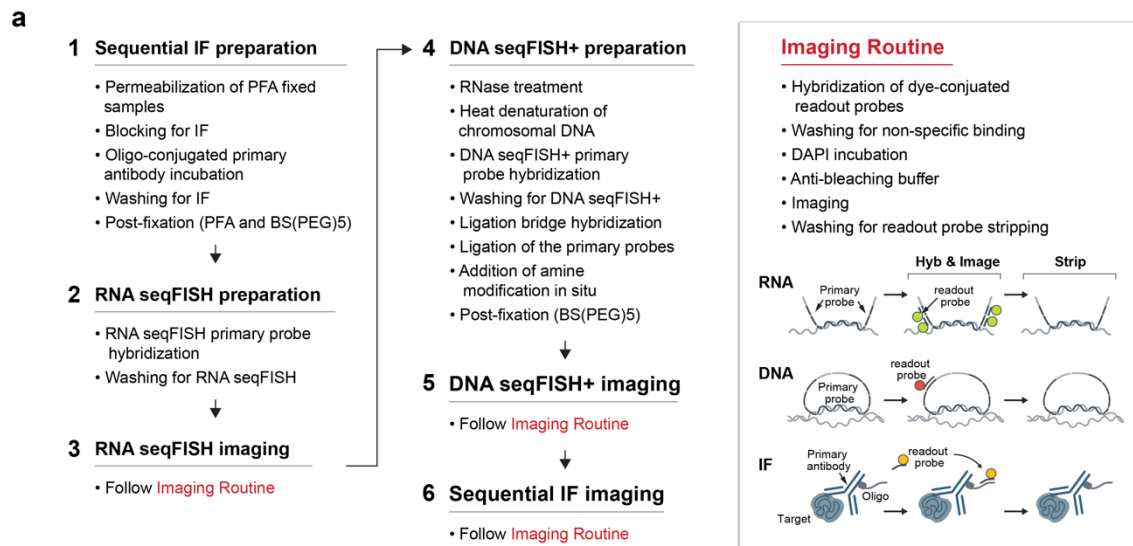 a
1 Sequential IF preparation
• Permeabilization of PFA fixed
samples
• Blocking for IF
• Oligo-conjugated primary
antibody incubation
• Washing for IF
• Post-fixation (PFA and BS(PEG)5)
2 RNA seqFISH preparation
• RNA seqFISH primary probe
hybridization
• Washing for RNA seqFISH
3 RNA seqFISH imaging
• Follow Imaging Routine
4 DNA seqFISH+ preparation
• RNase treatment
• Heat denaturation of
chromosomal DNA
• DNA seqFISH+ primary
probe hybridization
• Washing for DNA seqFISH+
• Ligation bridge hybridization
• Ligation of the primary probes
• Addition of amine
modification in situ
• Post-fixation (BS(PEG)5)
5 DNA seqFISH+ imaging
• Follow Imaging Routine
6 Sequential IF imaging
• Follow Imaging Routine
Imaging Routine
• Hybridization of dye-conjuated
readout probes
• Washing for non-specific binding
• DAPI incubation
• Anti-bleaching buffer
• Imaging
• Washing for readout probe stripping
Hyb & Image Strip
RNA
Primary
probe
readout
probe
DNA
Primary
probe
readout
probe
IF
Primary
antibody
readout
probe
Oligo
Target